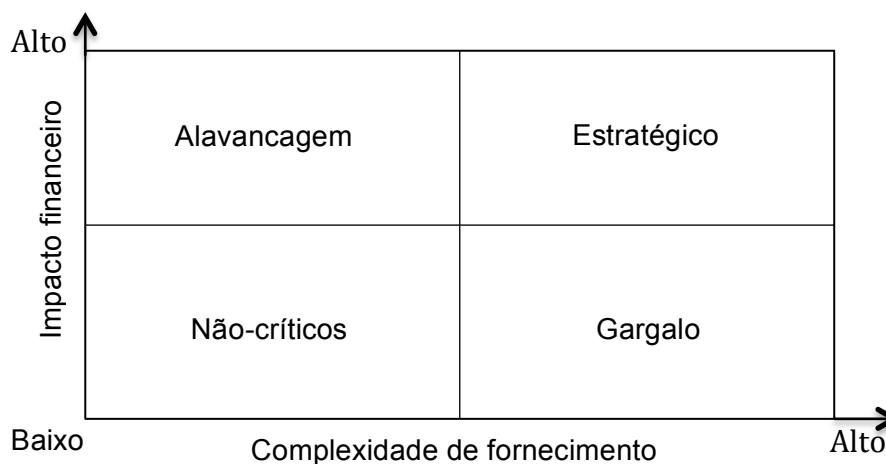 Alto
Impacto financeiro
Alavancagem
Estratégico
Não-críticos
Gargalo
Baixo
Complexidade de fornecimento
Alto